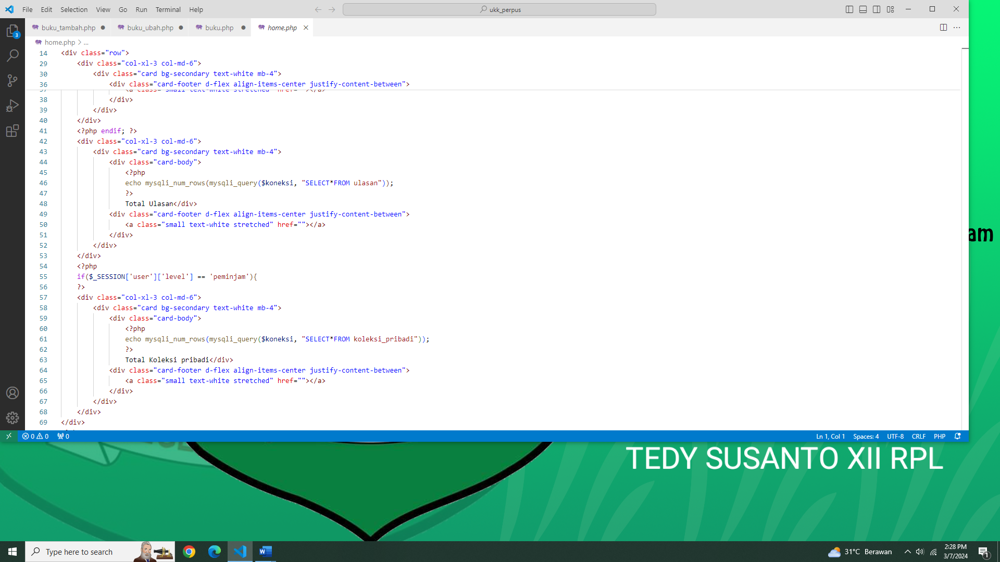 File Edit Selection View Go Run Terminal Help
ukk_perpus
buku_tambah.php buku_ubah.php buku.php home.php
3
home.php > ...
14 <div class="row">
29 <div class="col-xl-3 col-md-6">
30 <div class="card bg-secondary text-white mb-4">
36 <div class="card-footer d-flex align-items-center justify-content-between">
37 <a class="small text-white stretched" href=""></a>
38 </div>
39 </div>
40 </div>
41 <?php endif; ?>
42 <div class="col-xl-3 col-md-6">
43 <div class="card bg-secondary text-white mb-4">
44 <div class="card-body">
45 <?php
46 echo mysqli_num_rows(mysqli_query($koneksi, "SELECT*FROM ulasan"));
47 ?>
48 Total Ulasan</div>
49 <div class="card-footer d-flex align-items-center justify-content-between">
50 <a class="small text-white stretched" href=""></a>
51 </div>
52 </div>
53 </div>
54 <?php
55 if($_SESSION['user']['level'] == 'peminjam'){
56 ?>
57 <div class="col-xl-3 col-md-6">
58 <div class="card bg-secondary text-white mb-4">
59 <div class="card-body">
60 <?php
61 echo mysqli_num_rows(mysqli_query($koneksi, "SELECT*FROM koleksi_pribadi"));
62 ?>
63 Total Koleksi pribadi</div>
64 <div class="card-footer d-flex align-items-center justify-content-between">
65 <a class="small text-white stretched" href=""></a>
66 </div>
67 </div>
68 </div>
69 </div>
am
0 0 0
Ln 1, Col 1 Spaces: 4 UTF-8 CRLF PHP
TEDY SUSANTO XII RPL
Type here to search
31°C Berawan
2:28 PM
3/7/2024
1